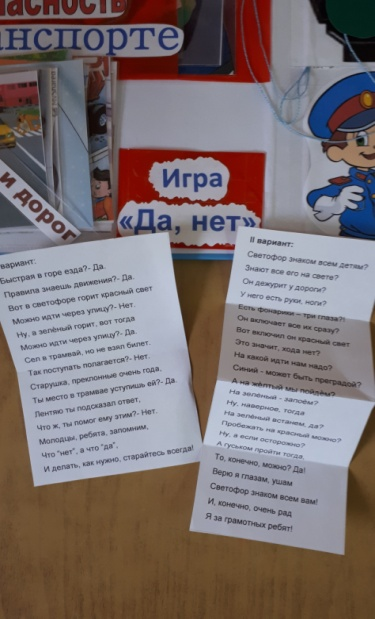 асность
анспорте
и дорог
Игра
«Да, нет»
вариант:
Быстрая в горе езда?- Да.
Правила знаешь движения?- Да.
Вот в светофоре горит красный свет
Можно идти через улицу?- Нет.
Ну, а зелёный горит, вот тогда
Можно идти через улицу?- Да.
Сел в трамвай, но не взял билет.
Так поступать полагается?- Нет.
Старушка, преклонные очень года,
Ты место в трамвае уступишь ей?- Да.
Лентяю ты подсказал ответ,
Что ж, ты помог ему этим?- Нет.
Молодцы, ребята, запомним,
Что "нет", а что "да",
И делать, как нужно, старайтесь всегда!
II вариант:
Светофор знаком всем детям?
Знают все его на свете?
Он дежурит у дороги?
У него есть руки, ноги?
Есть фонарики – три глаза?!
Он включает все их сразу?
Вот включил он красный свет
Это значит, хода нет?
На какой идти нам надо?
Синий - может быть преградой?
А на жёлтый мы пойдём?
На зелёный - запоём?
Ну, наверное, тогда
На зелёный встанем, да?
Пробежать на красный можно?
Ну, а если осторожно?
А гуськом пройти тогда,
То, конечно, можно? Да!
Верю я глазам, ушам
Светофор знаком всем вам!
И, конечно, очень рад
Я за грамотных ребят!